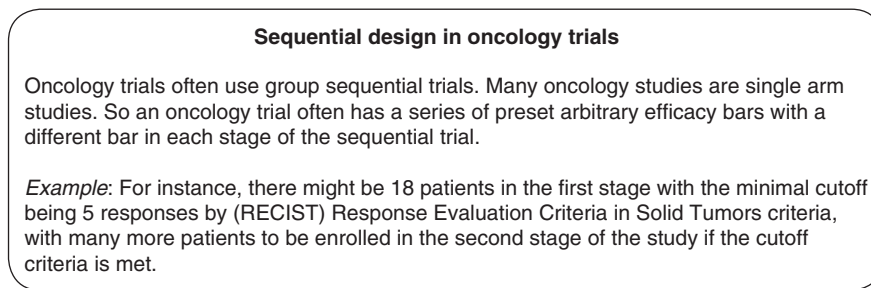 Sequential design in oncology trials
Oncology trials often use group sequential trials. Many oncology studies are single arm
studies. So an oncology trial often has a series of preset arbitrary efficacy bars with a
different bar in each stage of the sequential trial.
Example: For instance, there might be 18 patients in the first stage with the minimal cutoff
being 5 responses by (RECIST) Response Evaluation Criteria in Solid Tumors criteria,
with many more patients to be enrolled in the second stage of the study if the cutoff
criteria is met.